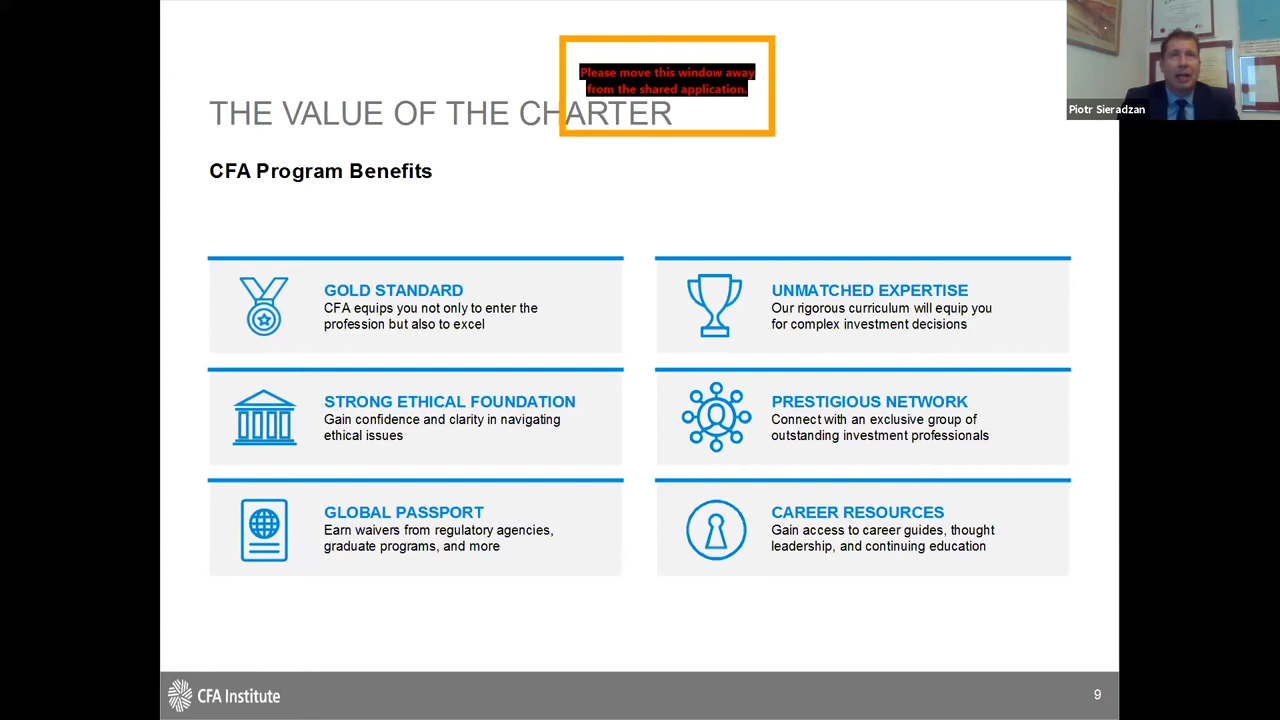 Please move this window away
from the shared application.
THE VALUE OF THE CHARTER
Piotr Sieradzan
CFA Program Benefits
GOLD STANDARD
CFA equips you not only to enter the
profession but also to excel
UNMATCHED EXPERTISE
Our rigorous curriculum will equip you
for complex investment decisions
STRONG ETHICAL FOUNDATION
Gain confidence and clarity in navigating
ethical issues
PRESTIGIOUS NETWORK
Connect with an exclusive group of
outstanding investment professionals
GLOBAL PASSPORT
Earn waivers from regulatory agencies,
graduate programs, and more
CAREER RESOURCES
Gain access to career guides, thought
leadership, and continuing education
CFA Institute
9